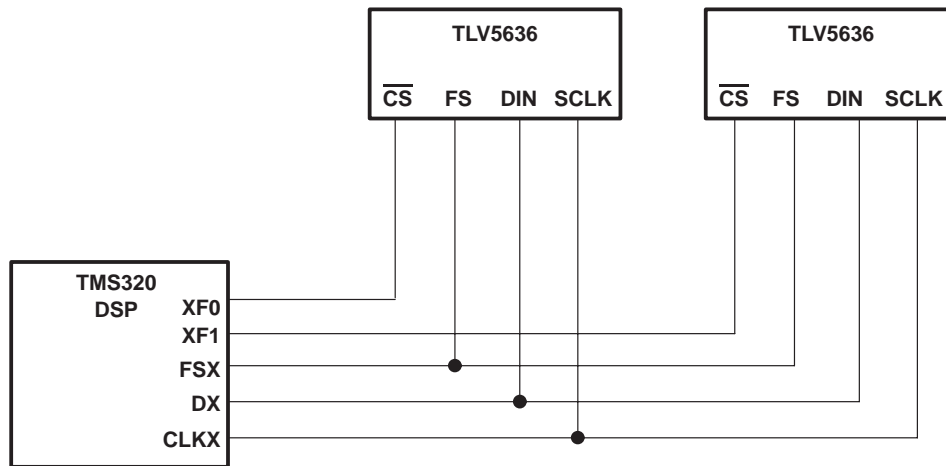 TLV5636
CS FS DIN SCLK
TLV5636
CS FS DIN SCLK
TMS320
DSP
XF0
XF1
FSX
DX
CLKX